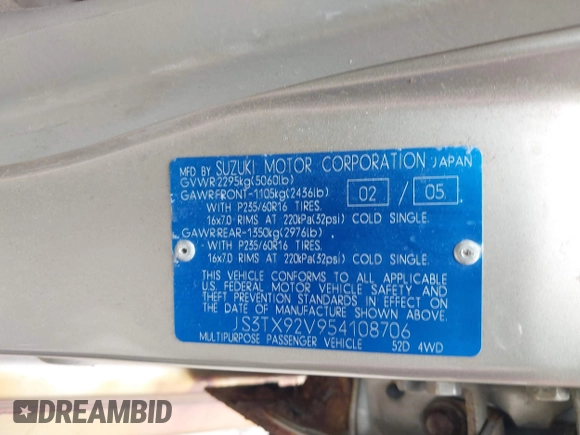 MFD BY SUZUKI MOTOR CORPORATION JAPAN
GVWR 2295kg(5060lb)
GAWR FRONT-1105kg(2436lb) 02 / 05
WITH P235/60R16 TIRES.
16x7.0 RIMS AT 220kPa(32psi) COLD SINGLE.
GAWR REAR-1350kg(2976lb)
WITH P235/60R16 TIRES.
16x7.0 RIMS AT 220kPa(32psi) COLD SINGLE.
THIS VEHICLE CONFORMS TO ALL APPLICABLE
U.S. FEDERAL MOTOR VEHICLE SAFETY AND
THEFT PREVENTION STANDARDS IN EFFECT ON
THE DATE OF MANUFACTURE SHOWN ABOVE.
JS3TX92V954108706
MULTIPURPOSE PASSENGER VEHICLE 52D 4WD
DREAMBID
DREAMBID